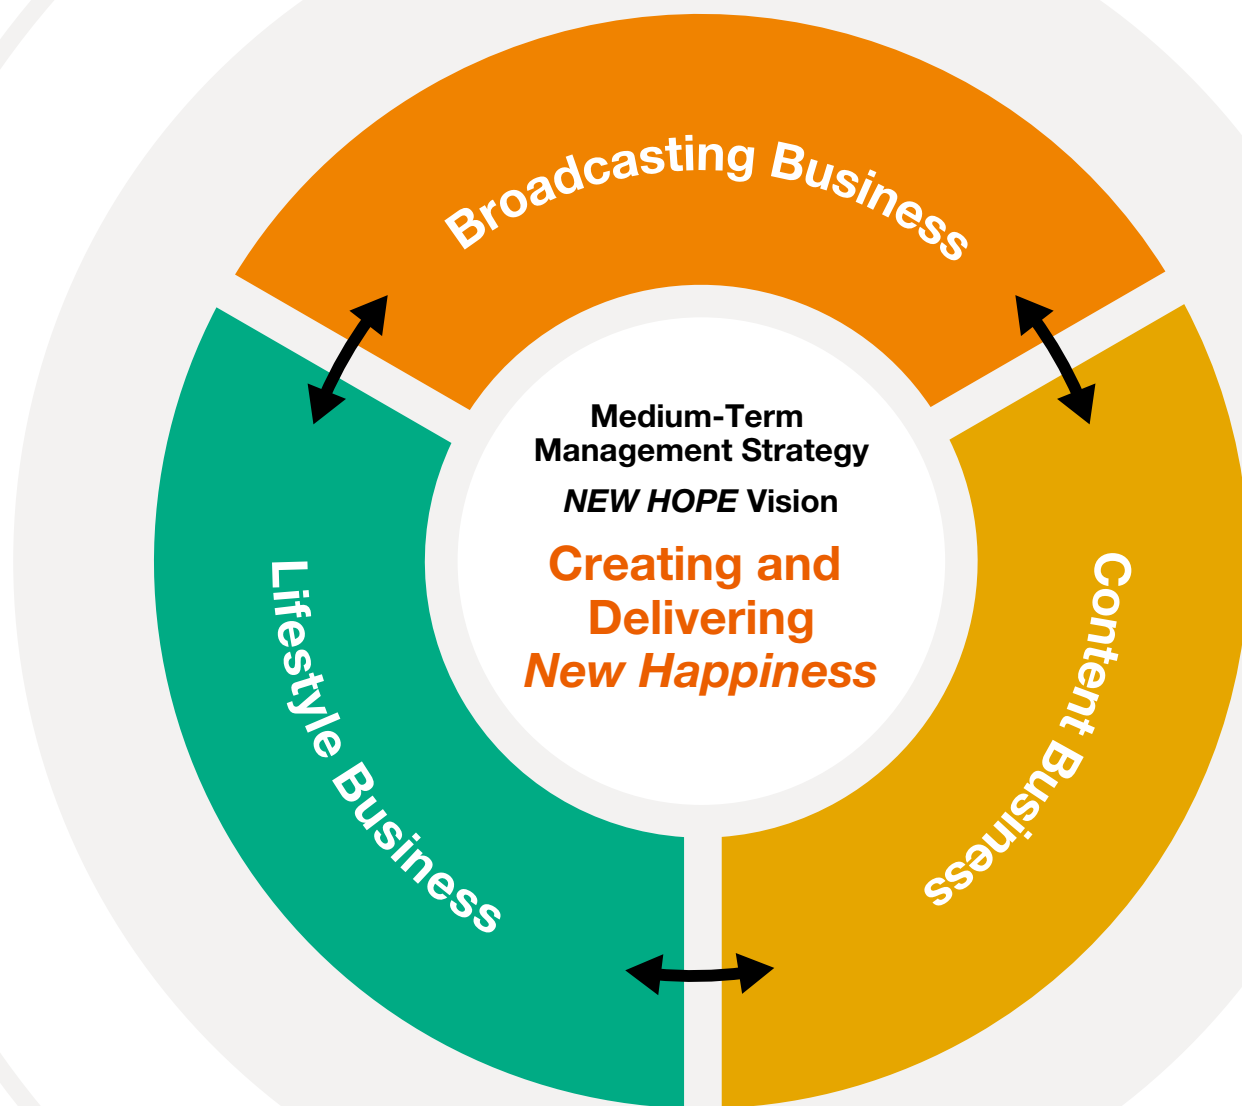 Broadcasting Business
Medium-Term
Management Strategy
NEW HOPE Vision
Creating and
Delivering
New Happiness
Lifestyle Business
Content Business